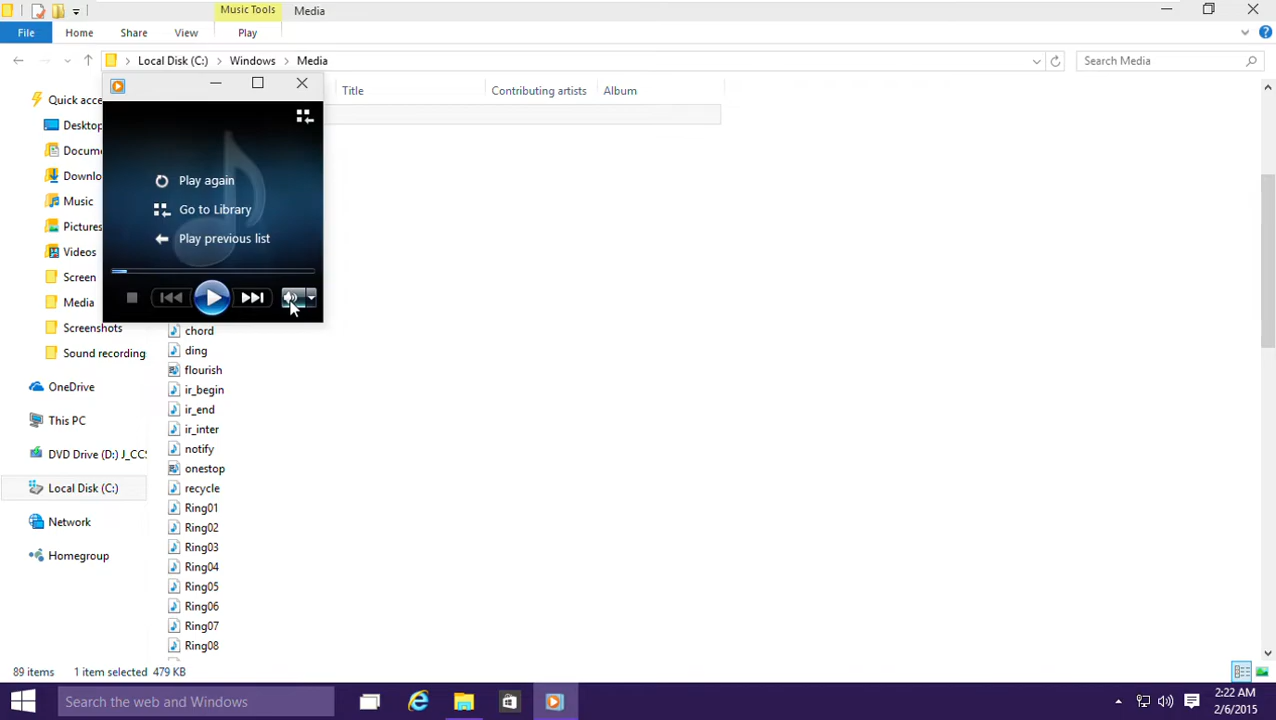 Music Tools
Media
File
Home
Share
View
Play
Local Disk (C:)
Windows
Media
Search Media
Title
Contributing artists
Album
Quick acce
Desktop
Docum
Downlo
Music
Pictures
Videos
Screen
Media
Screenshots
Sound recording
OneDrive
This PC
DVD Drive (D:) J_CCS
Local Disk (C:)
Network
Homegroup
Play again
Go to Library
Play previous list
chord
ding
flourish
ir_begin
ir_end
ir_inter
notify
onestop
recycle
Ring01
Ring02
Ring03
Ring04
Ring05
Ring06
Ring07
Ring08
89 items
1 item selected 479 KB
Search the web and Windows
2:22 AM
2/6/2015